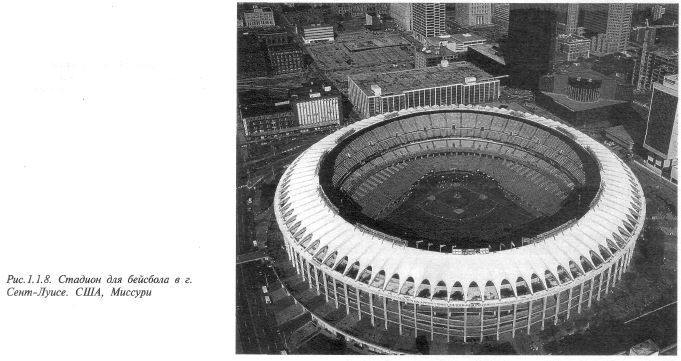 Рис.1.1.8. Стадион для бейсбола в г.
Сент-Луисе. США, Миссури